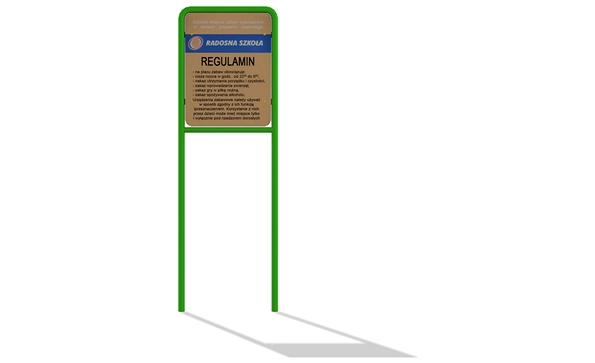 RADOSNA SZKOŁA
REGULAMIN
- na placu zabaw obowiązuje:
- cisza nocna w godz. od 22⁰⁰ do 6⁰⁰,
- nakaz utrzymania porządku i czystości,
- zakaz wprowadzania zwierząt,
- zakaz gry w piłkę nożną,
- zakaz spożywania alkoholu.
Urządzenia zabawowe należy używać
w sposób zgodny z ich funkcją
i przeznaczeniem. Korzystanie z nich
przez dzieci może mieć miejsce tylko
i wyłącznie pod nadzorem dorosłych